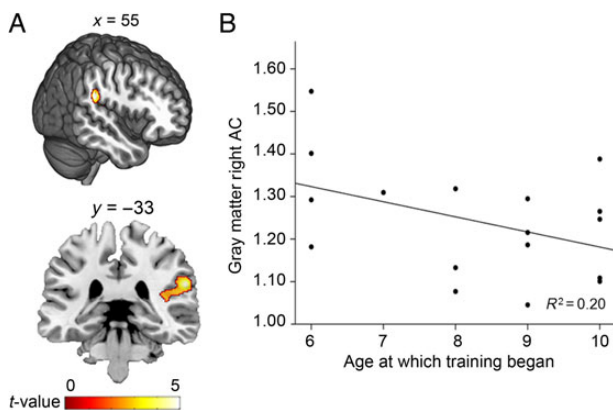 A
x = 55
y = −33
t-value
0
5
B
Gray matter right AC
1.60
1.50
1.40
1.30
1.20
1.10
1.00
R² = 0.20
6
7
8
9
10
Age at which training began